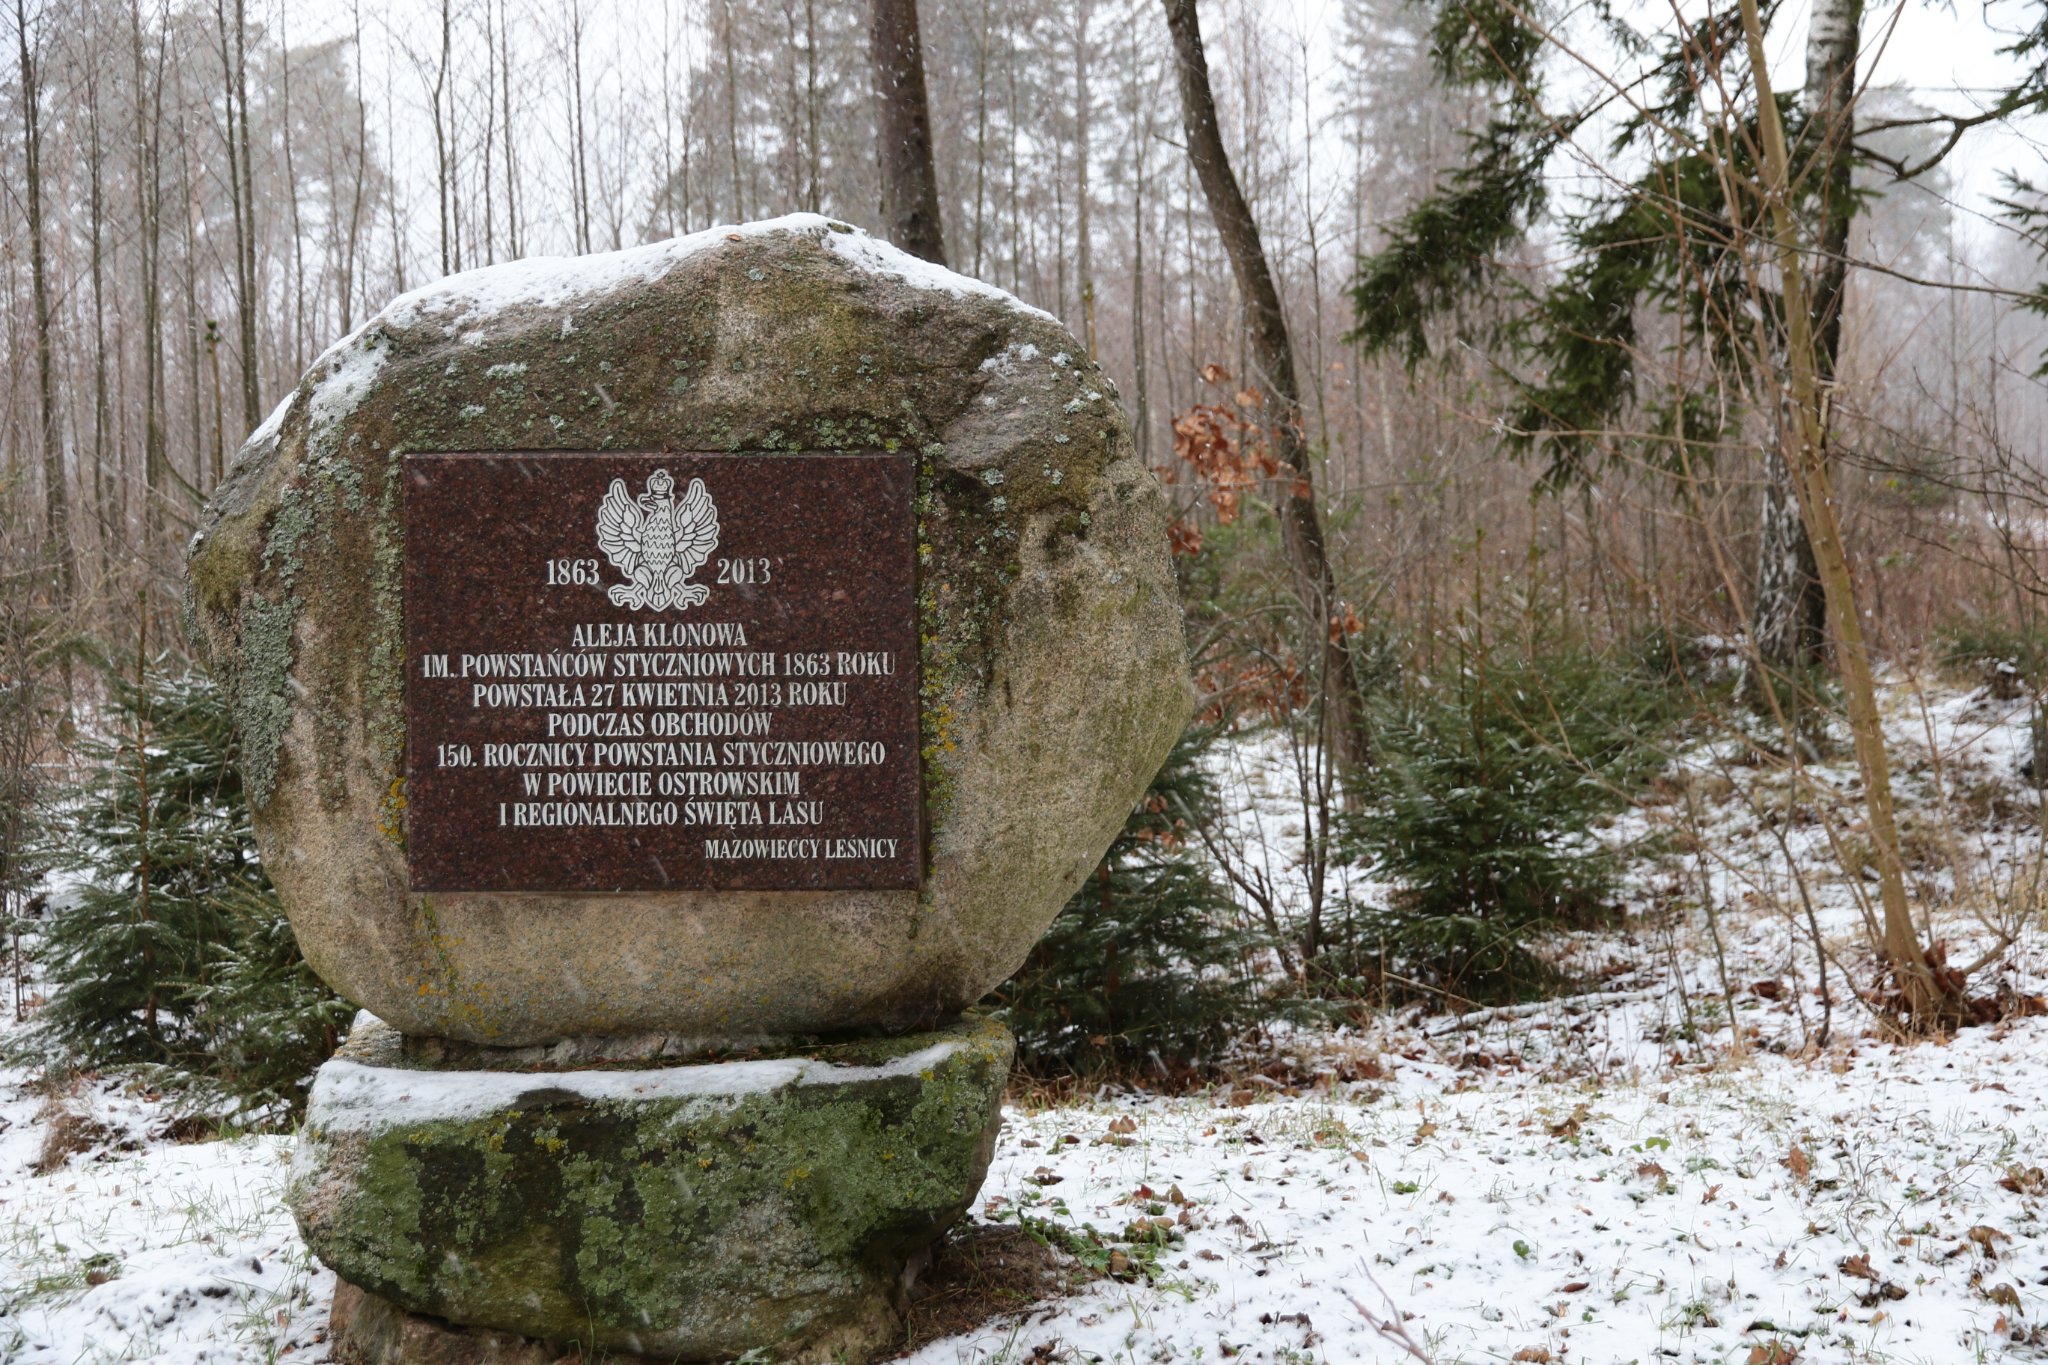 1863 2013
ALEJA KLONOWA
IM. POWSTAŃCÓW STYCZNIOWYCH 1863 ROKU
POWSTAŁA 27 KWIETNIA 2013 ROKU
PODCZAS OBCHODÓW
150. ROCZNICY POWSTANIA STYCZNIOWEGO
W POWIECIE OSTROWSKIM
I REGIONALNEGO ŚWIĘTA LASU
MAZOWIECCY LEŚNICY